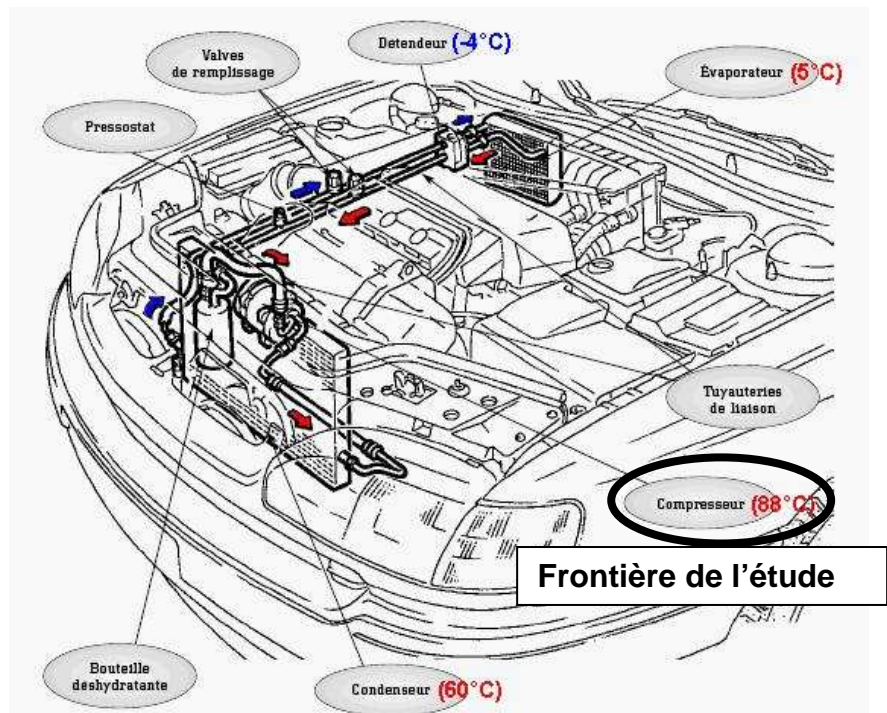 Valves
de remplissage
Detendeur (-4°C)
Évaporateur (5°C)
Pressostat
Tuyauteries
de liaison
Compresseur (88°C)
Frontière de l’étude
Bouteille
deshydratante
Condenseur (60°C)